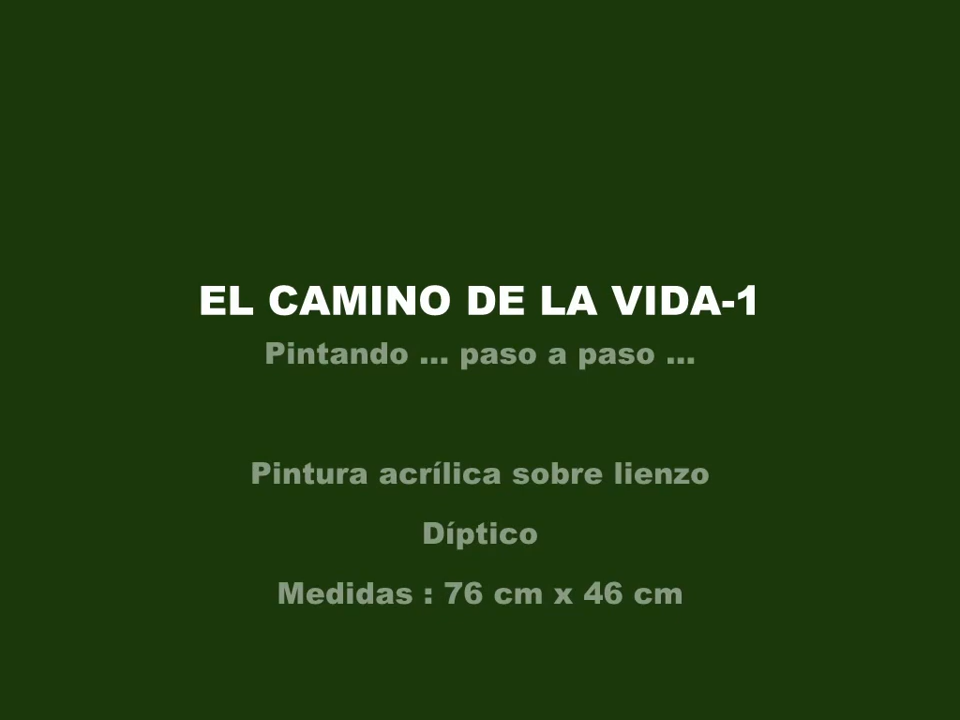 EL CAMINO DE LA VIDA-1
Pintando ... paso a paso ...
Pintura acrílica sobre lienzo
Díptico
Medidas : 76 cm x 46 cm